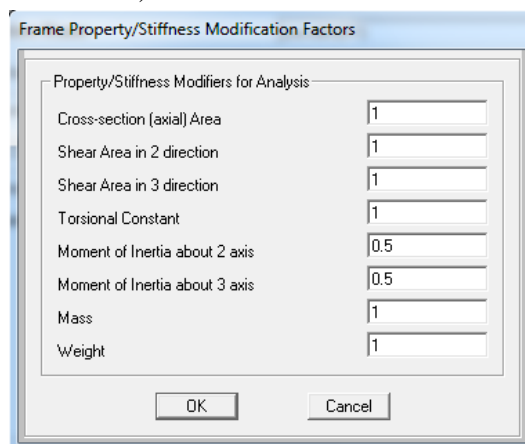 Frame Property/Stiffness Modification Factors
Property/Stiffness Modifiers for Analysis
Cross-section (axial) Area 1
Shear Area in 2 direction 1
Shear Area in 3 direction 1
Torsional Constant 1
Moment of Inertia about 2 axis 0.5
Moment of Inertia about 3 axis 0.5
Mass 1
Weight 1
OK Cancel